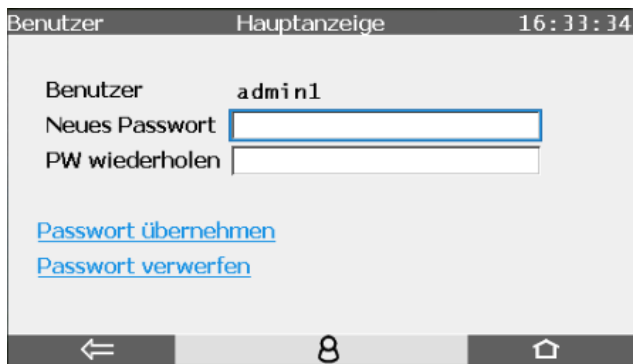 Benutzer Hauptanzeige 16:33:34
Benutzer admin1
Neues Passwort
PW wiederholen
Passwort übernehmen
Passwort verwerfen